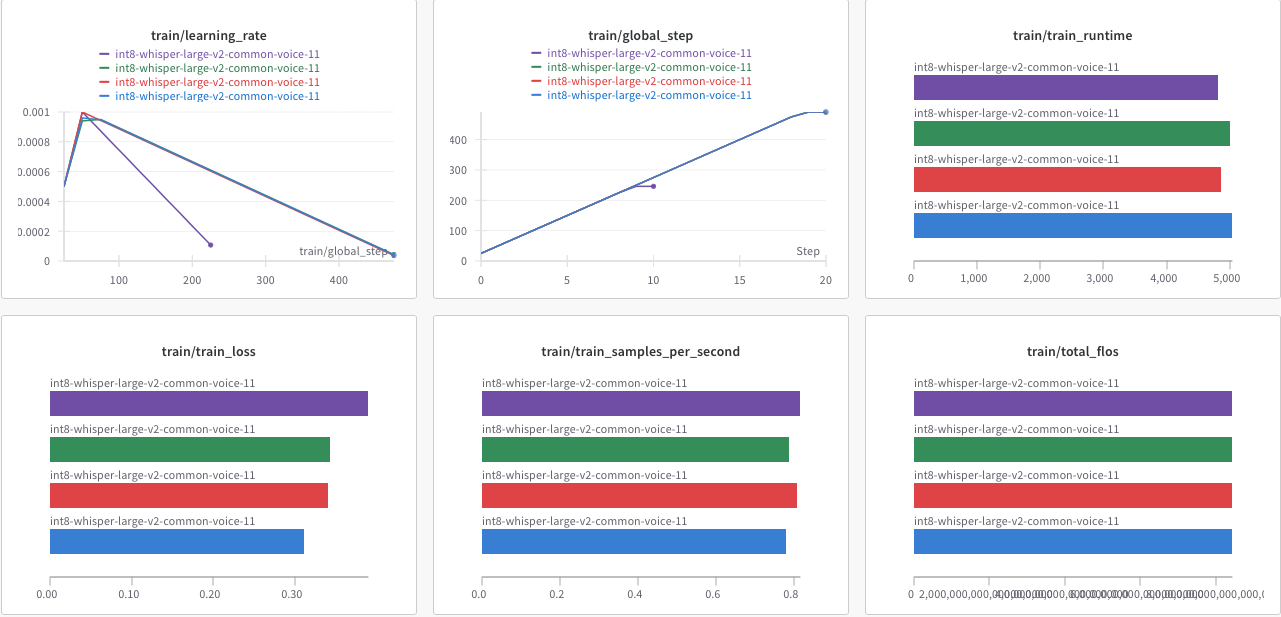 train/learning_rate
int8-whisper-large-v2-common-voice-11
int8-whisper-large-v2-common-voice-11
int8-whisper-large-v2-common-voice-11
int8-whisper-large-v2-common-voice-11
0.001
0.0008
0.0006
0.0004
0.0002
0
train/global_step
100 200 300 400
train/global_step
int8-whisper-large-v2-common-voice-11
int8-whisper-large-v2-common-voice-11
int8-whisper-large-v2-common-voice-11
int8-whisper-large-v2-common-voice-11
400
300
200
100
0
Step
0 5 10 15 20
train/train_runtime
int8-whisper-large-v2-common-voice-11
int8-whisper-large-v2-common-voice-11
int8-whisper-large-v2-common-voice-11
int8-whisper-large-v2-common-voice-11
0 1,000 2,000 3,000 4,000 5,000
train/train_loss
int8-whisper-large-v2-common-voice-11
int8-whisper-large-v2-common-voice-11
int8-whisper-large-v2-common-voice-11
int8-whisper-large-v2-common-voice-11
0.00 0.10 0.20 0.30
train/train_samples_per_second
int8-whisper-large-v2-common-voice-11
int8-whisper-large-v2-common-voice-11
int8-whisper-large-v2-common-voice-11
int8-whisper-large-v2-common-voice-11
0.0 0.2 0.4 0.6 0.8
train/total_flos
int8-whisper-large-v2-common-voice-11
int8-whisper-large-v2-common-voice-11
int8-whisper-large-v2-common-voice-11
int8-whisper-large-v2-common-voice-11
0